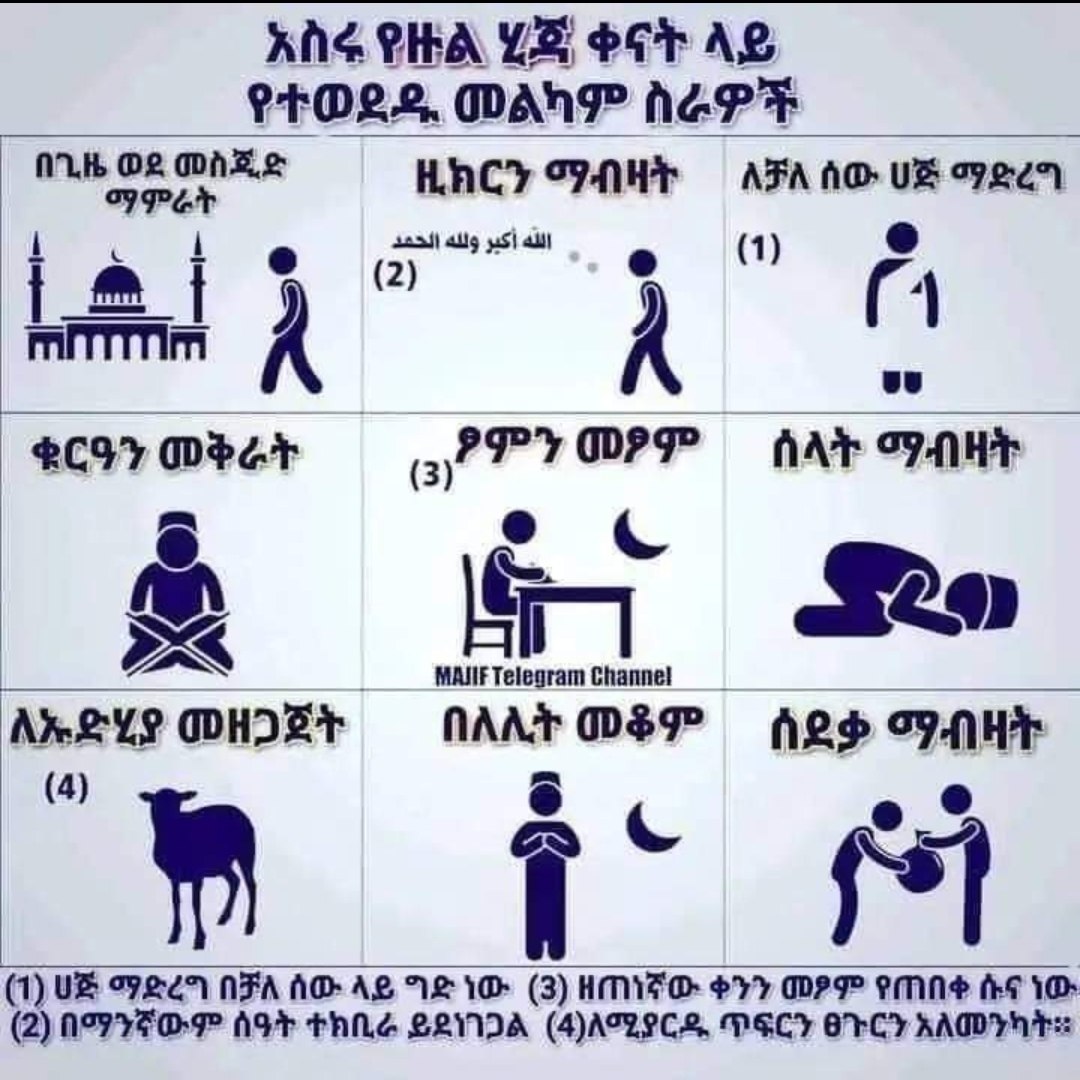 አስሩ የዙል ሂጃ ቀናት ላይ
የተወደዱ መልካም ስራዎች
በጊዜ ወደ መስጂድ
ማምራት
ዚክርን ማብዛት
الله أكبر ولله الحمد
(2)
ለቻለ ሰው ሀጅ ማድረግ
(1)
ቁርዓን መቅራት
ፆምን መፆም
(3)
MAJIF Telegram Channel
ሰላት ማብዛት
ለኡድሂያ መዘጋጀት
(4)
በለሊት መቆም
ሰደቃ ማብዛት
(1) ሀጅ ማድረግ በቻለ ሰው ላይ ግድ ነው (3) ዘጠነኛው ቀንን መፆም የጠበቀ ሱና ነው
(2) በማንኛውም ሰዓት ተክቢራ ይደነገጋል (4)ለሚያርዱ ጥፍርን ፀጉርን አለመንካት።